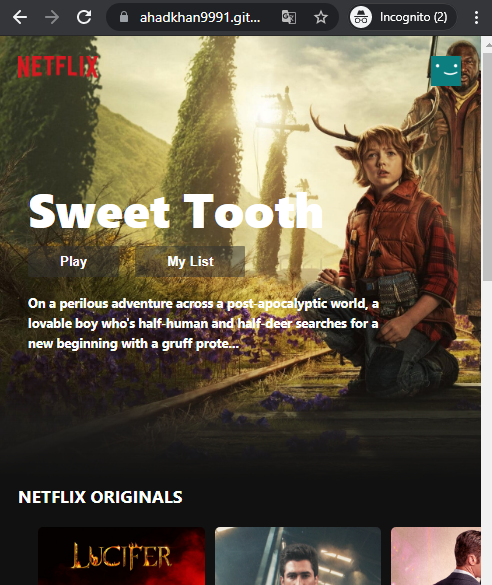 ahadkhan9991.git...
Incognito (2)
NETFLIX
Sweet Tooth
Play
My List
On a perilous adventure across a post-apocalyptic world, a
lovable boy who's half-human and half-deer searches for a
new beginning with a gruff prote...
NETFLIX ORIGINALS
LUCIFER